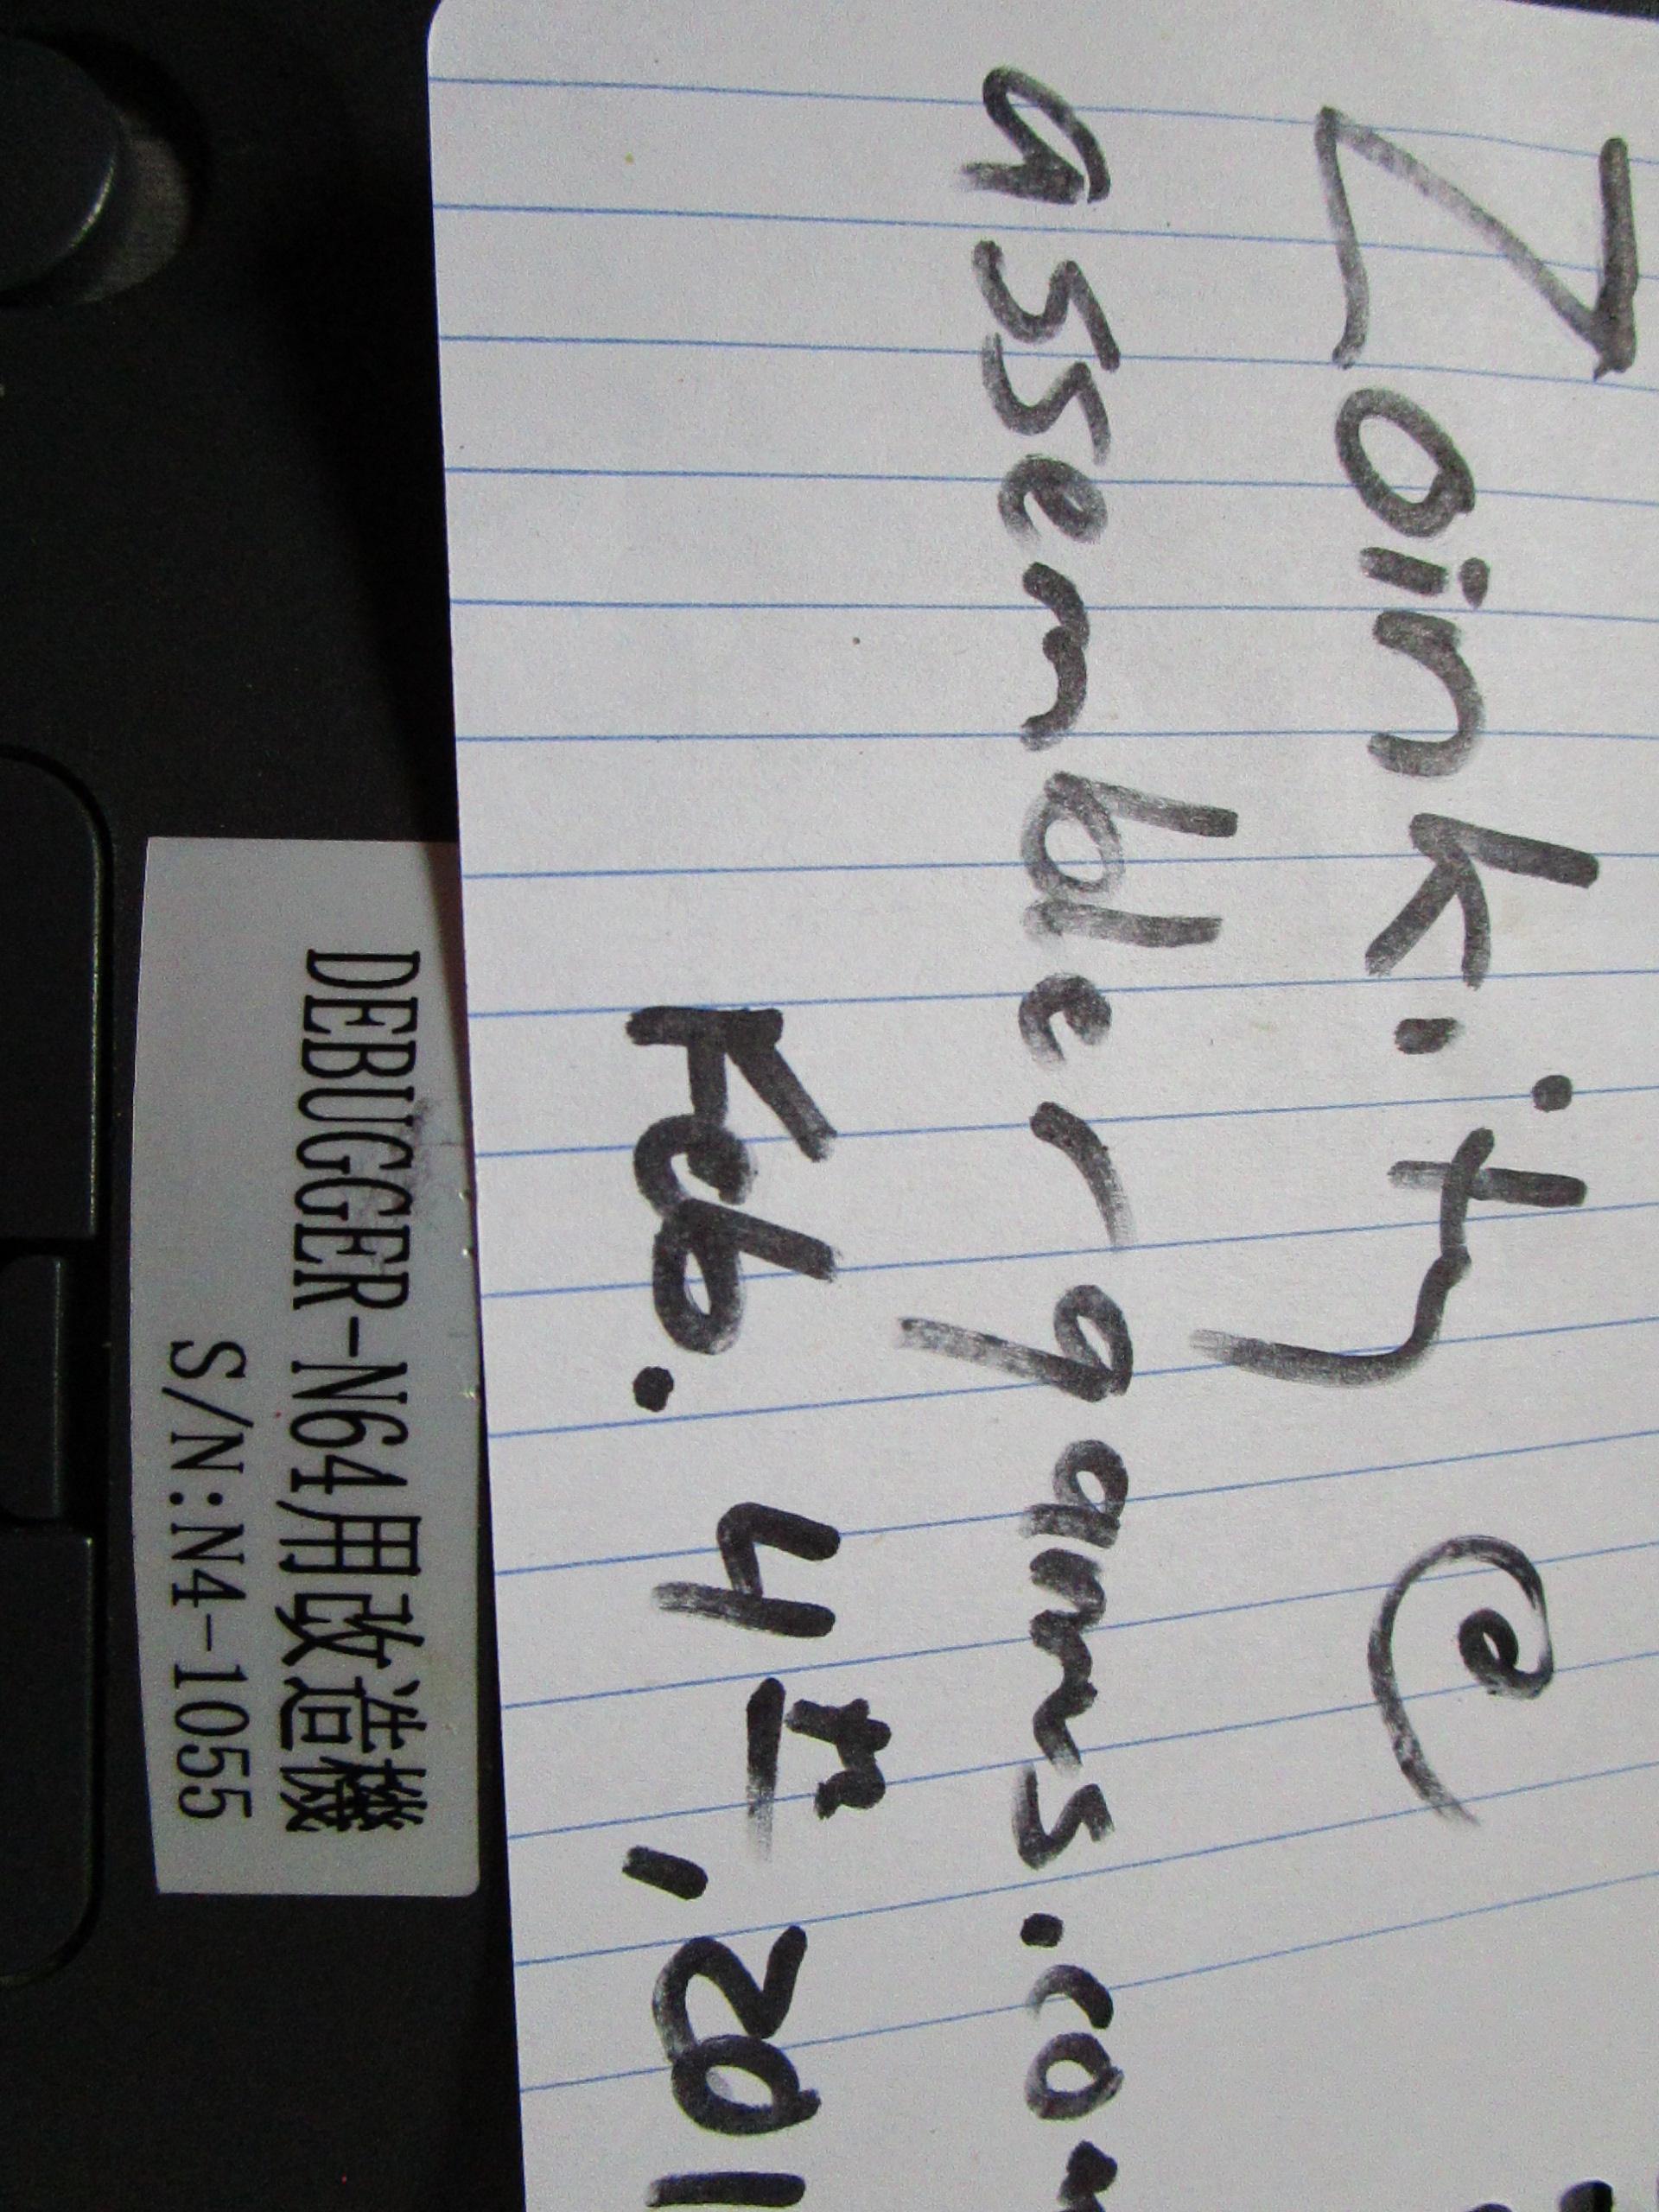 Zoinkity @
assemblergames.co
Feb. 4th, 201
DEBUGGER-N64用改造機
S/N:N4-1055